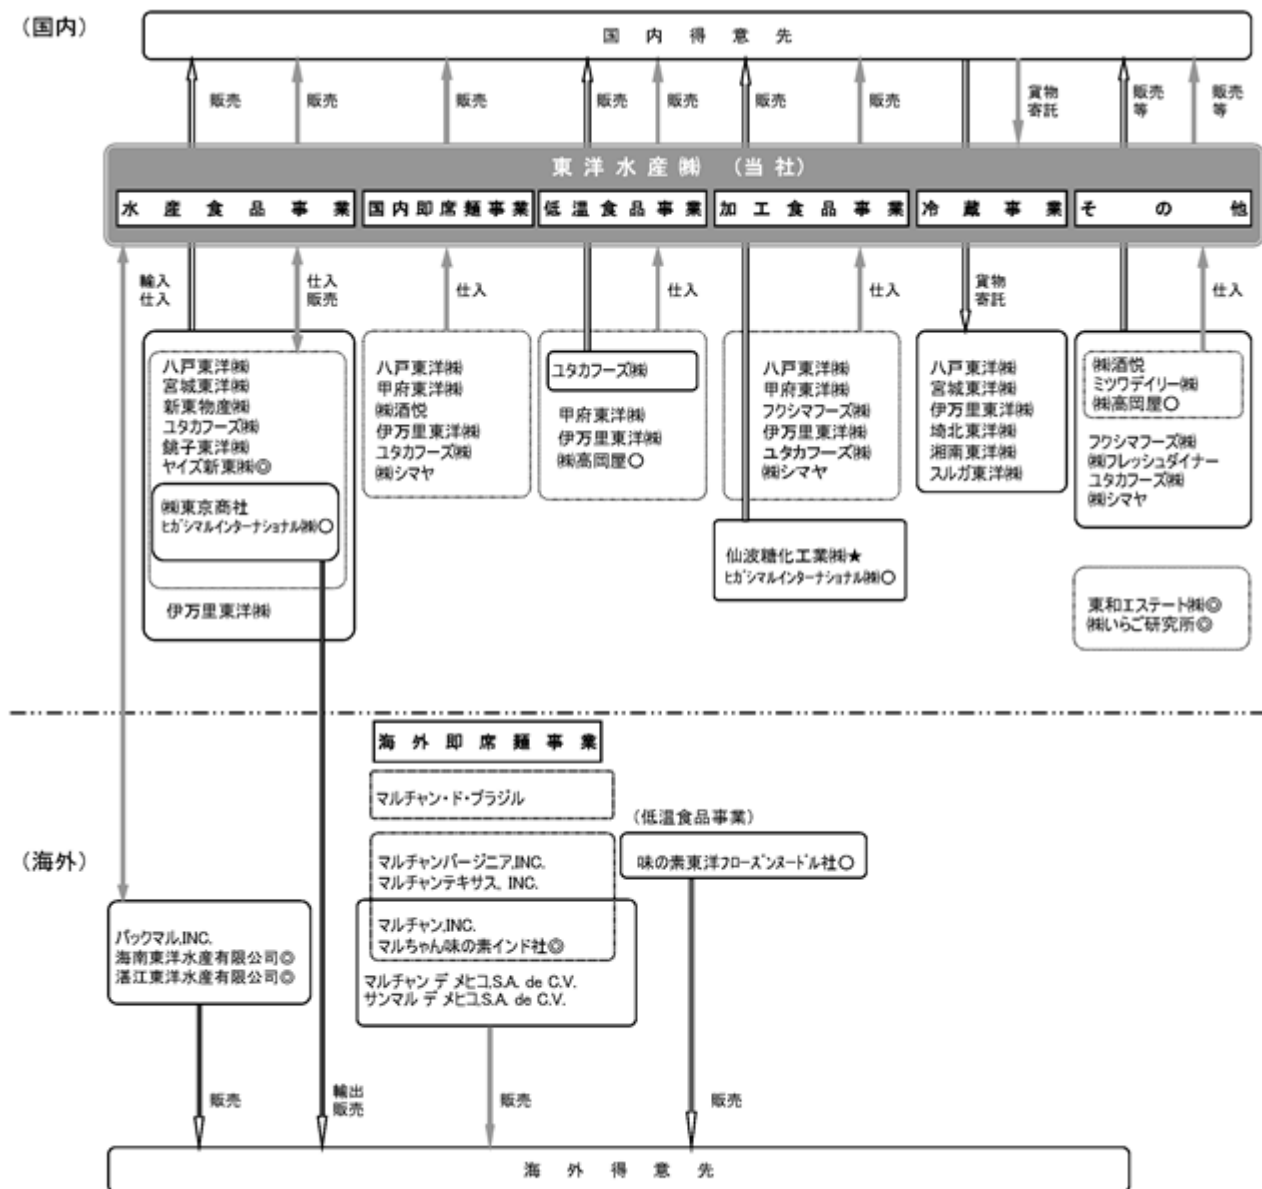 （国内）
国内得意先
販売
販売
販売
販売
販売
販売
販売
貨物
寄託
販売
等
販売
等
東洋水産㈱ （当社）
水産食品事業
国内即席麺事業
低温食品事業
加工食品事業
冷蔵事業
その他
輸入
仕入
仕入
販売
仕入
仕入
仕入
貨物
寄託
仕入
八戸東洋㈱
宮城東洋㈱
新東物産㈱
ユタカフーズ㈱
銚子東洋㈱
ヤイズ新東㈱◎
㈱東京商社
ヒガシマルインターナショナル㈱○
伊万里東洋㈱
八戸東洋㈱
甲府東洋㈱
㈱酒悦
伊万里東洋㈱
ユタカフーズ㈱
㈱シマヤ
ユタカフーズ㈱
甲府東洋㈱
伊万里東洋㈱
㈱高岡屋○
八戸東洋㈱
甲府東洋㈱
フクシマフーズ㈱
伊万里東洋㈱
ユタカフーズ㈱
㈱シマヤ
仙波糖化工業㈱★
ヒガシマルインターナショナル㈱○
八戸東洋㈱
宮城東洋㈱
伊万里東洋㈱
埼北東洋㈱
湘南東洋㈱
スルガ東洋㈱
㈱酒悦
ミツワデイリー㈱
㈱高岡屋○
フクシマフーズ㈱
㈱フレッシュダイナー
ユタカフーズ㈱
㈱シマヤ
東和エステート㈱◎
㈱いらご研究所◎
海外即席麺事業
マルチャン・ド・ブラジル
（低温食品事業）
（海外）
マルチャンバージニア,INC.
マルチャンテキサス, INC.
味の素東洋フローズンヌードル社○
マルチャン,INC.
マルちゃん味の素インド社◎
マルチャン デ メヒコ,S.A. de C.V.
サンマル デ メヒコ,S.A. de C.V.
パックマル,INC.
海南東洋水産有限公司◎
湛江東洋水産有限公司◎
販売
輸出
販売
販売
販売
海外得意先